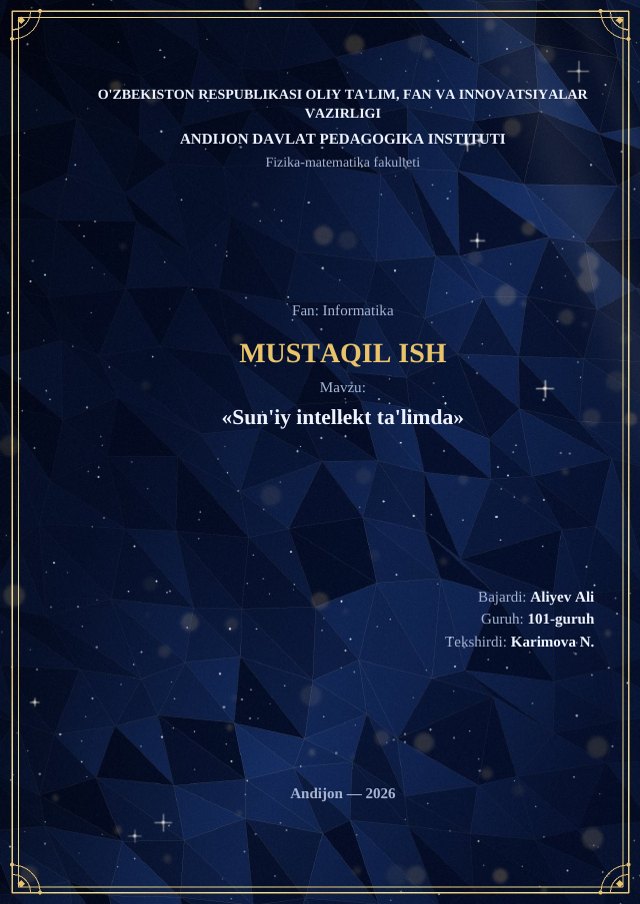 O'ZBEKISTON RESPUBLIKASI OLIY TA'LIM, FAN VA INNOVATSIYALAR
VAZIRLIGI
ANDIJON DAVLAT PEDAGOGIKA INSTITUTI
Fizika-matematika fakulteti
Fan: Informatika
MUSTAQIL ISH
Mavzu:
«Sun'iy intellekt ta'limda»
Bajardi: Aliyev Ali
Guruh: 101-guruh
Tekshirdi: Karimova N.
Andijon — 2026